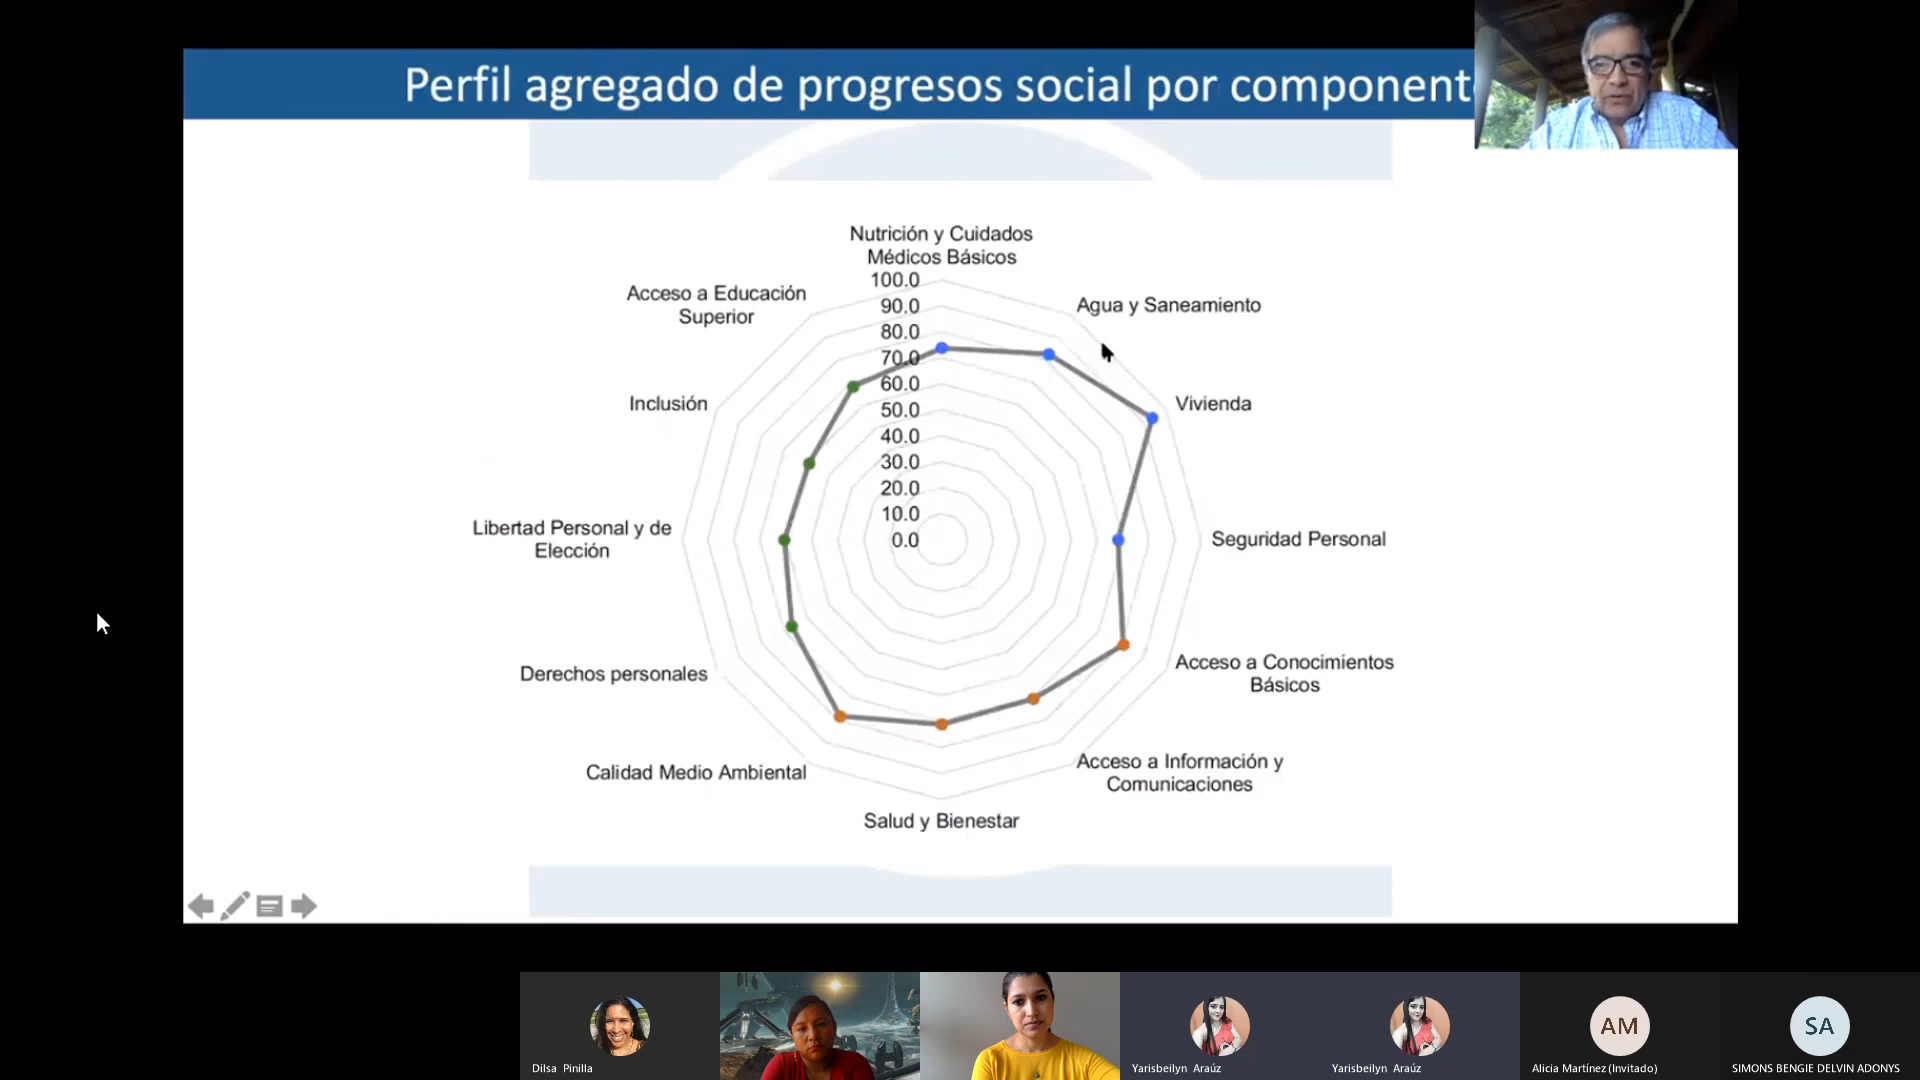 Perfil agregado de progresos social por component
Nutrición y Cuidados
Médicos Básicos
100.0
90.0
80.0
70.0
60.0
50.0
40.0
30.0
20.0
10.0
0.0
Agua y Saneamiento
Vivienda
Seguridad Personal
Acceso a Conocimientos
Básicos
Acceso a Información y
Comunicaciones
Salud y Bienestar
Calidad Medio Ambiental
Derechos personales
Libertad Personal y de
Elección
Inclusión
Acceso a Educación
Superior
Dilsa Pinilla
Yarisbeilyn Araúz
Yarisbeilyn Araúz
AM
Alicia Martínez (Invitado)
SA
SIMONS BENGIE DELVIN ADONYS